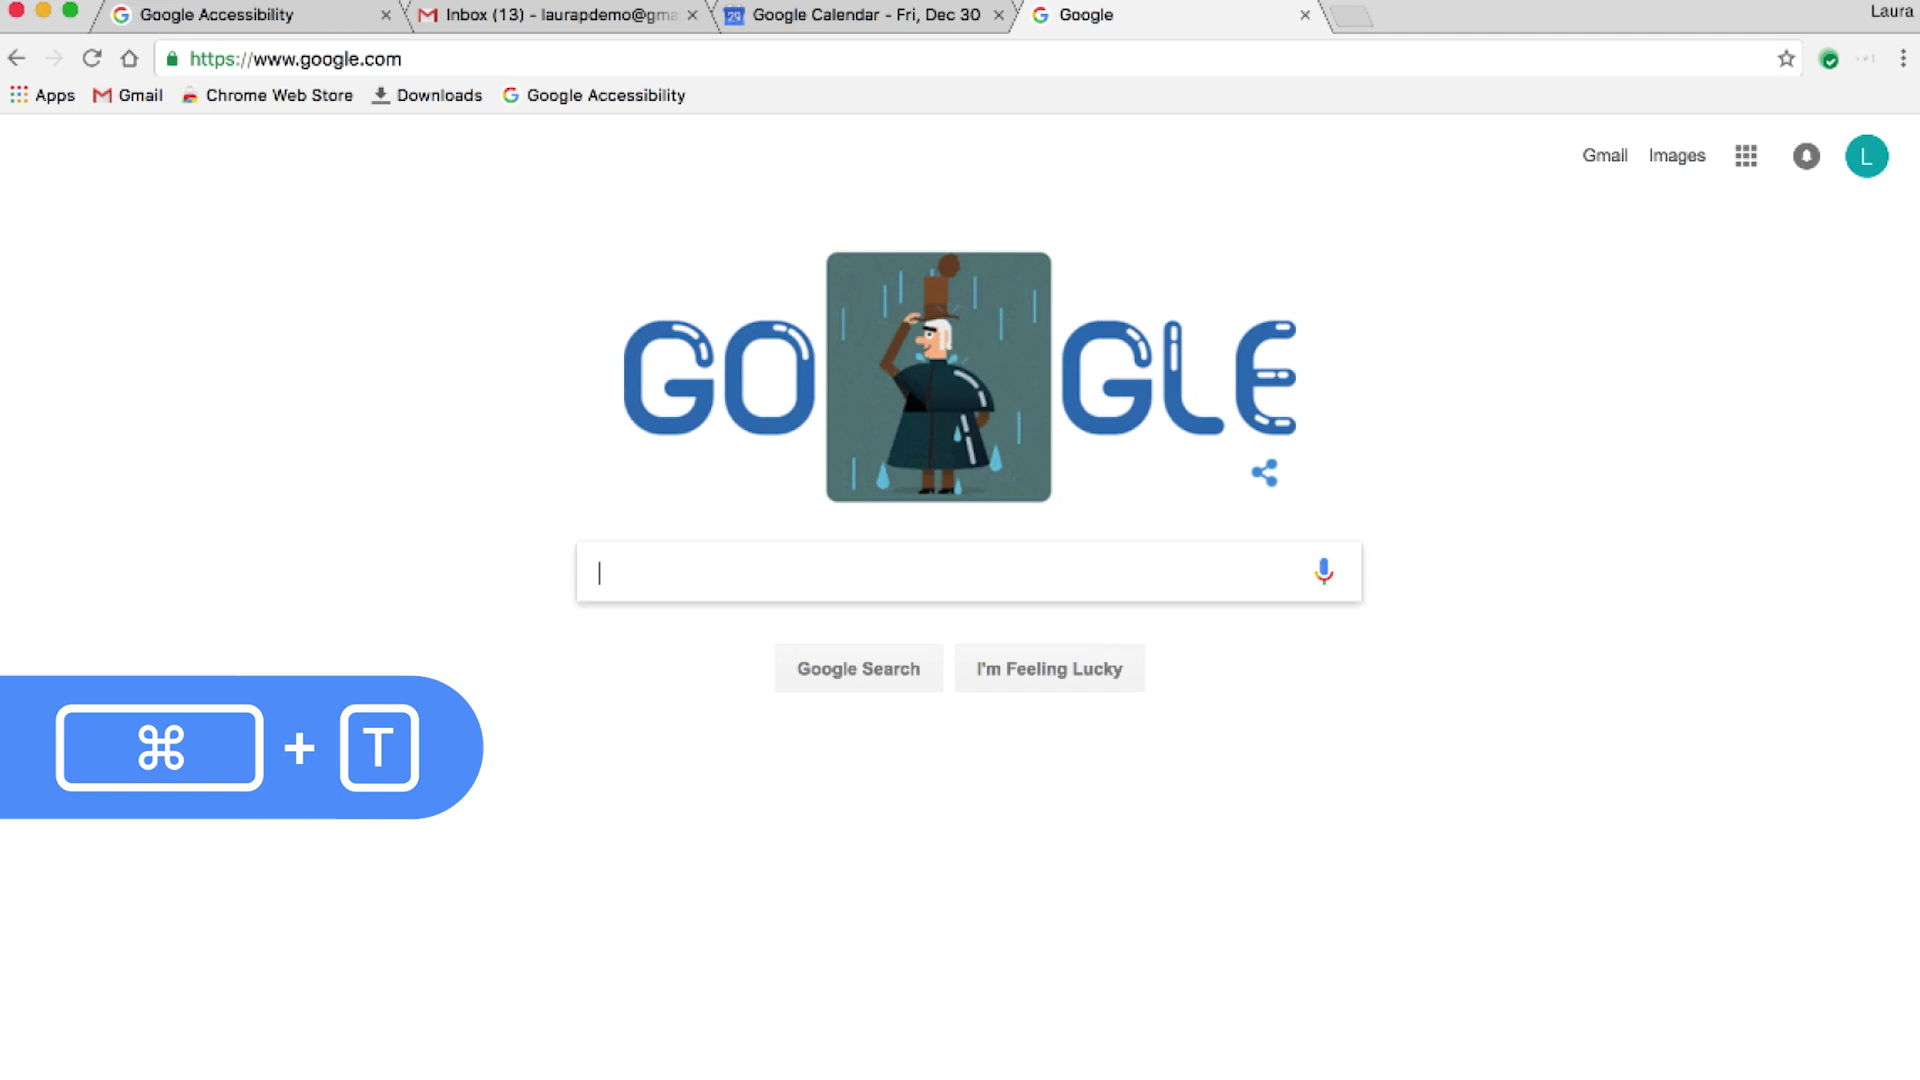 Google Accessibility
Inbox (13) - laurapdemo@gma
Google Calendar - Fri, Dec 30
Google
Laura
https://www.google.com
Apps
Gmail
Chrome Web Store
Downloads
Google Accessibility
Gmail
Images
L
GO GLE
Google Search
I'm Feeling Lucky
⌘ + T